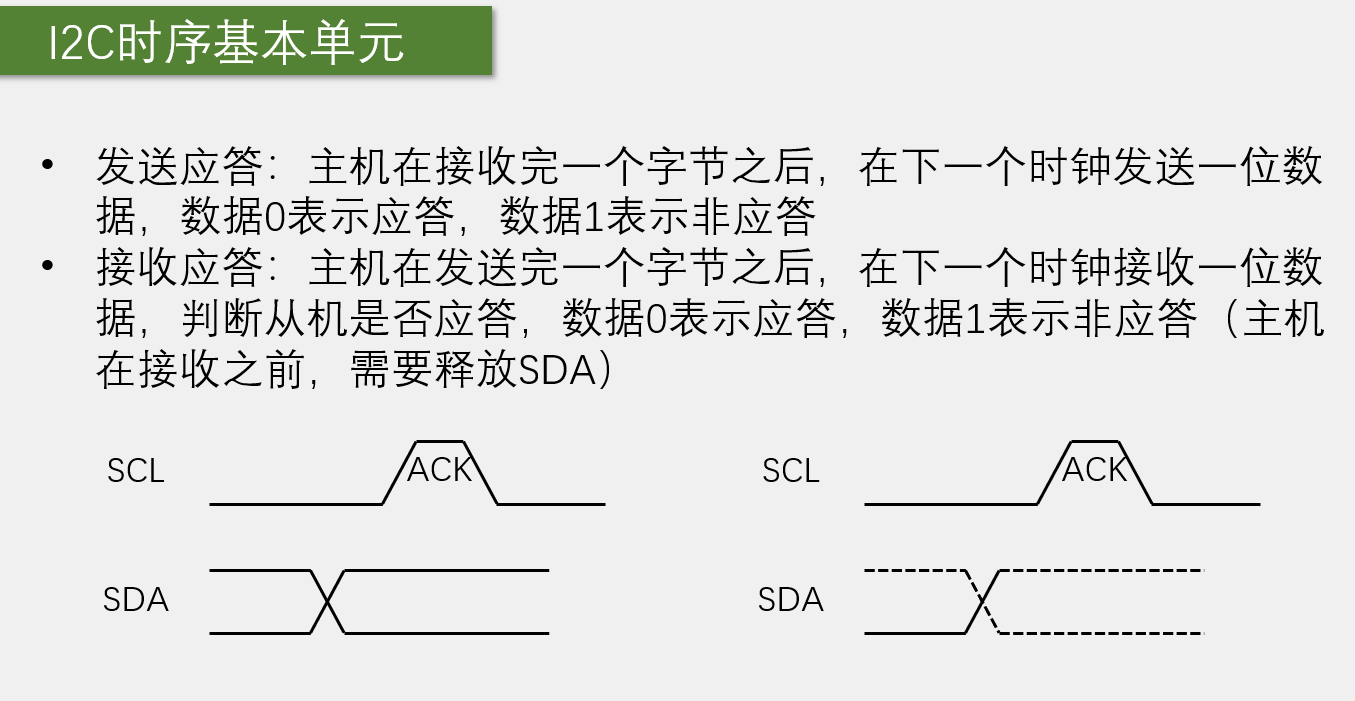 I2C时序基本单元
• 发送应答：主机在接收完一个字节之后，在下一个时钟发送一位数
据，数据0表示应答，数据1表示非应答
• 接收应答：主机在发送完一个字节之后，在下一个时钟接收一位数
据，判断从机是否应答，数据0表示应答，数据1表示非应答（主机
在接收之前，需要释放SDA）
SCL ACK
SDA
SCL ACK
SDA